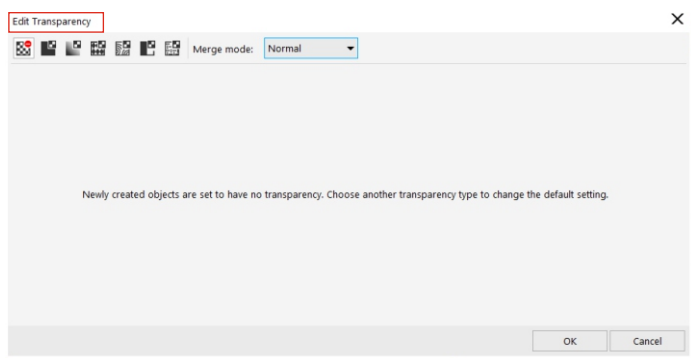 Edit Transparency
Merge mode: Normal
Newly created objects are set to have no transparency. Choose another transparency type to change the default setting.
OK Cancel